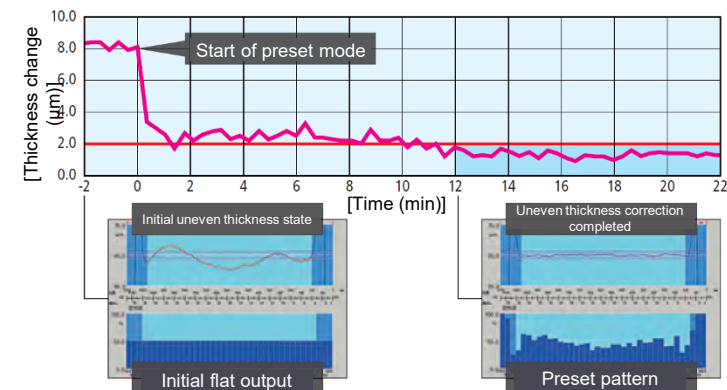 10.0
8.0
6.0
4.0
2.0
0.0
[Thickness change
(μm)]
Start of preset mode
-2
0
2
4
6
8
10
12
14
16
18
20
22
[Time (min)]
Initial uneven thickness state
Uneven thickness correction
completed
Initial flat output
Preset pattern